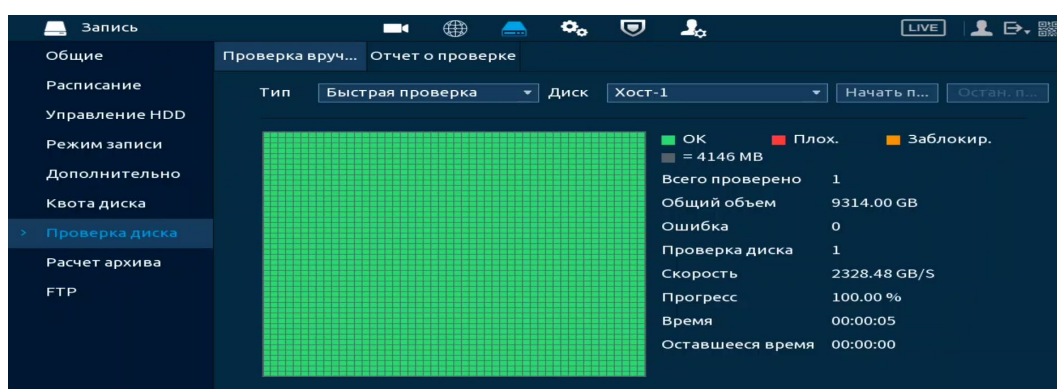 Запись LIVE
Общие
Расписание
Управление HDD
Режим записи
Дополнительно
Квота диска
> Проверка диска
Расчет архива
FTP
Проверка вруч... Отчет о проверке
Тип Быстрая проверка Диск Хост-1 Начать п... Остан. п...
OK Плох. Заблокир.
= 4146 MB
Всего проверено 1
Общий объем 9314.00 GB
Ошибка 0
Проверка диска 1
Скорость 2328.48 GB/S
Прогресс 100.00 %
Время 00:00:05
Оставшееся время 00:00:00